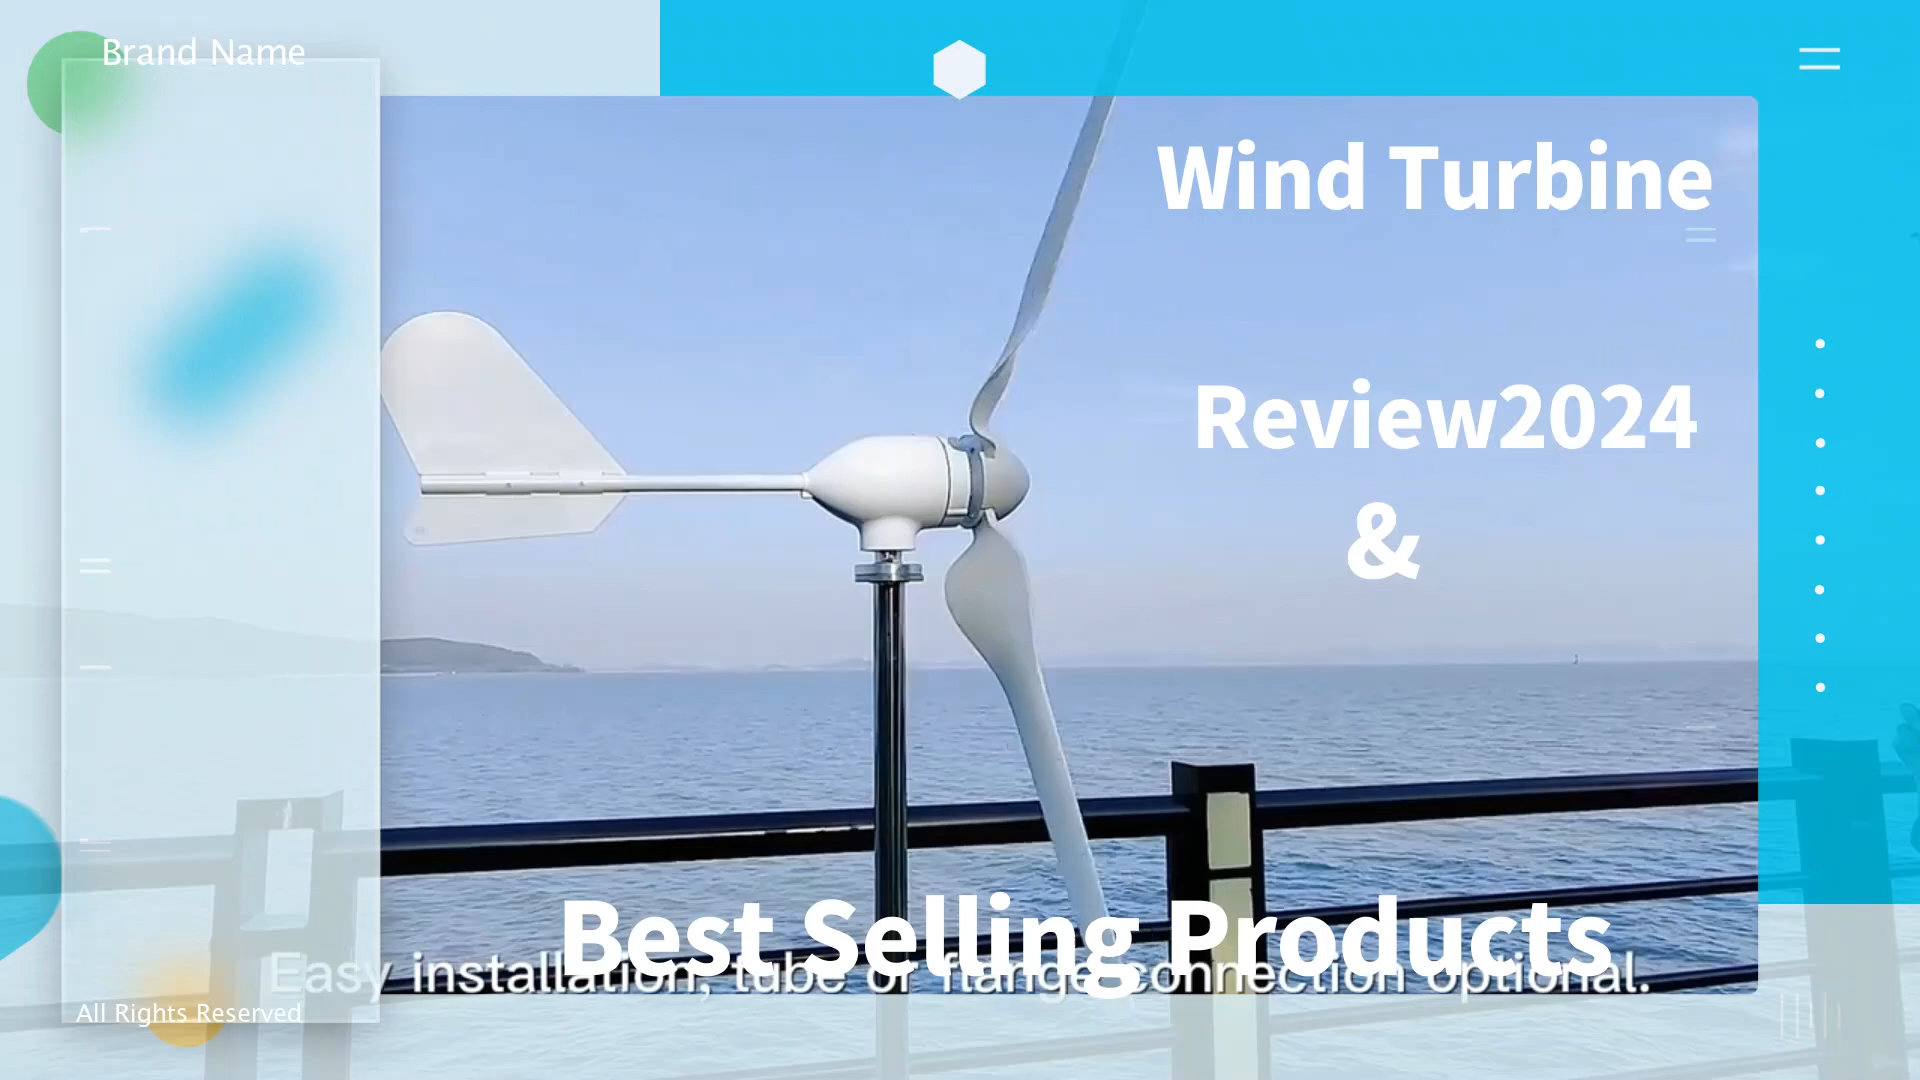 Brand Name
Wind Turbine
Review2024
&
Best Selling Products
Easy installation, tube or flange connection optional.
All Rights Reserved